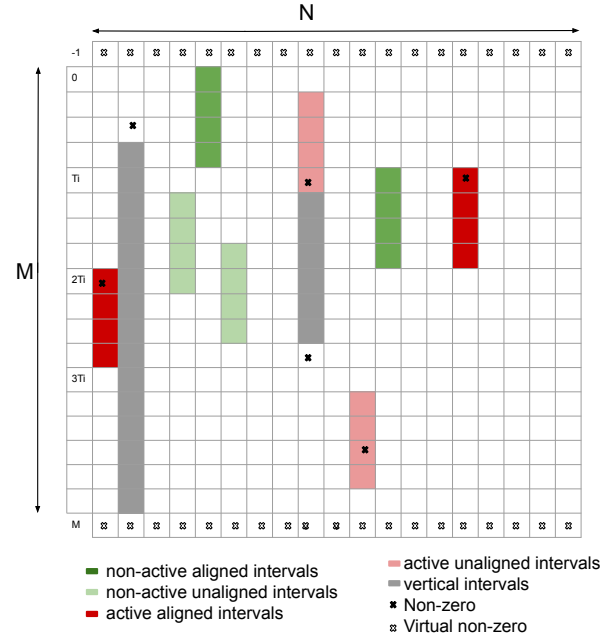 N
-1
0
Ti
M
2Ti
3Ti
M
non-active aligned intervals
non-active unaligned intervals
active aligned intervals
active unaligned intervals
vertical intervals
Non-zero
Virtual non-zero